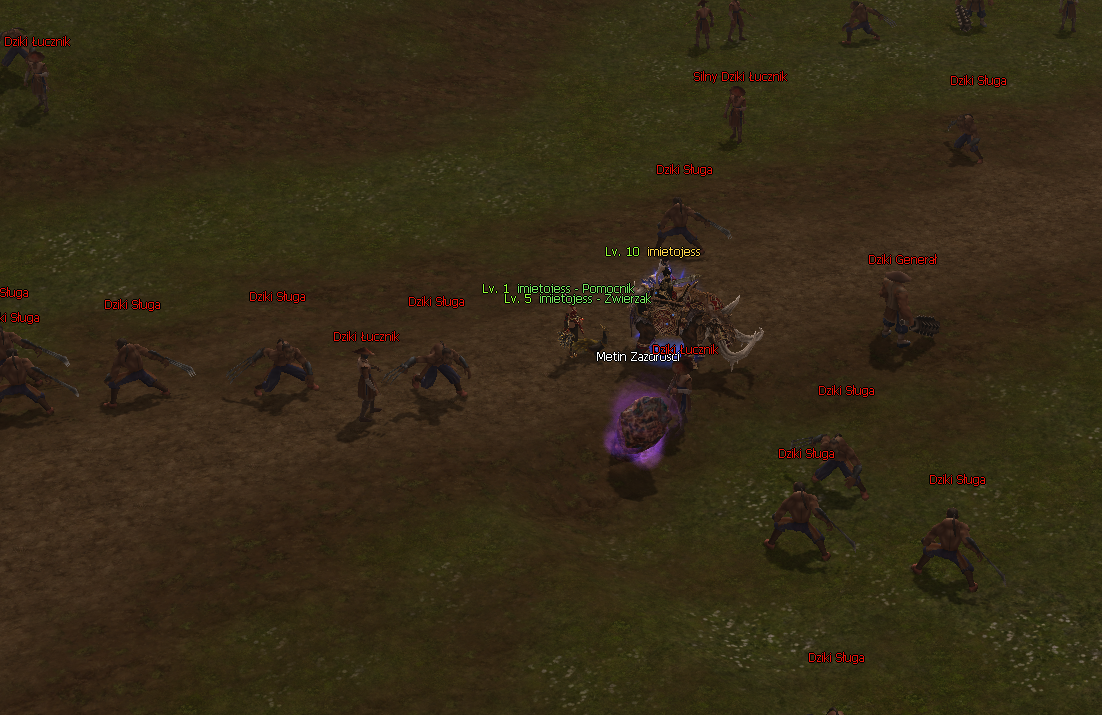 Dziki Łucznik
Silny Dziki Łucznik
Dziki Sługa
Dziki Sługa
Lv. 10 imietojess
Dziki Generał
Lv. 1 imietojess - Pomocnik
Lv. 5 imietojess - Zwierzak
Sługa
Dziki Sługa
Dziki Sługa
Dziki Sługa
ki Sługa
Dziki Łucznik
Dziki Łucznik
Metin Zazdrości
Dziki Sługa
Dziki Sługa
Dziki Sługa
Dziki Sługa